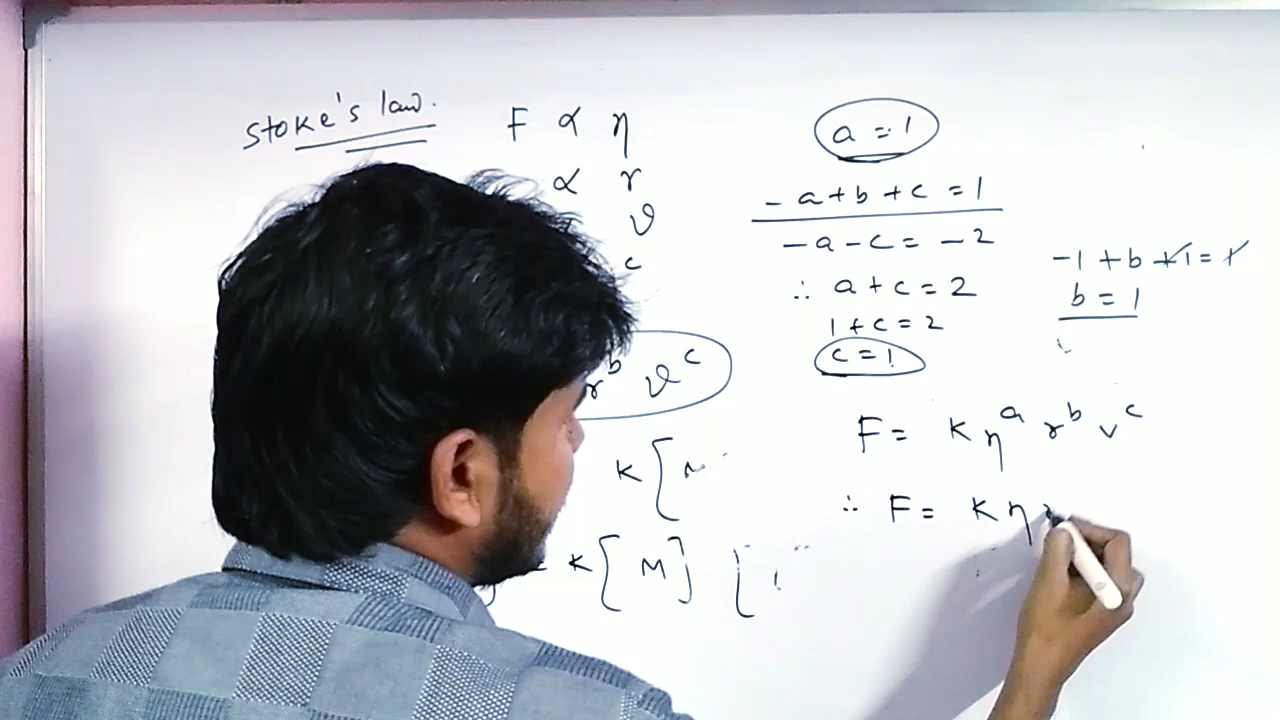 Stoke's law.
F ∝ η
∝ r
v
c
r^b v^c
K [ M
K [ M ] [
a = 1
- a + b + c = 1
- a - c = - 2
∴ a + c = 2
1 + c = 2
c = 1
-1 + b + 1 = 1
b = 1
F = K η^a r^b v^c
∴ F = K η r